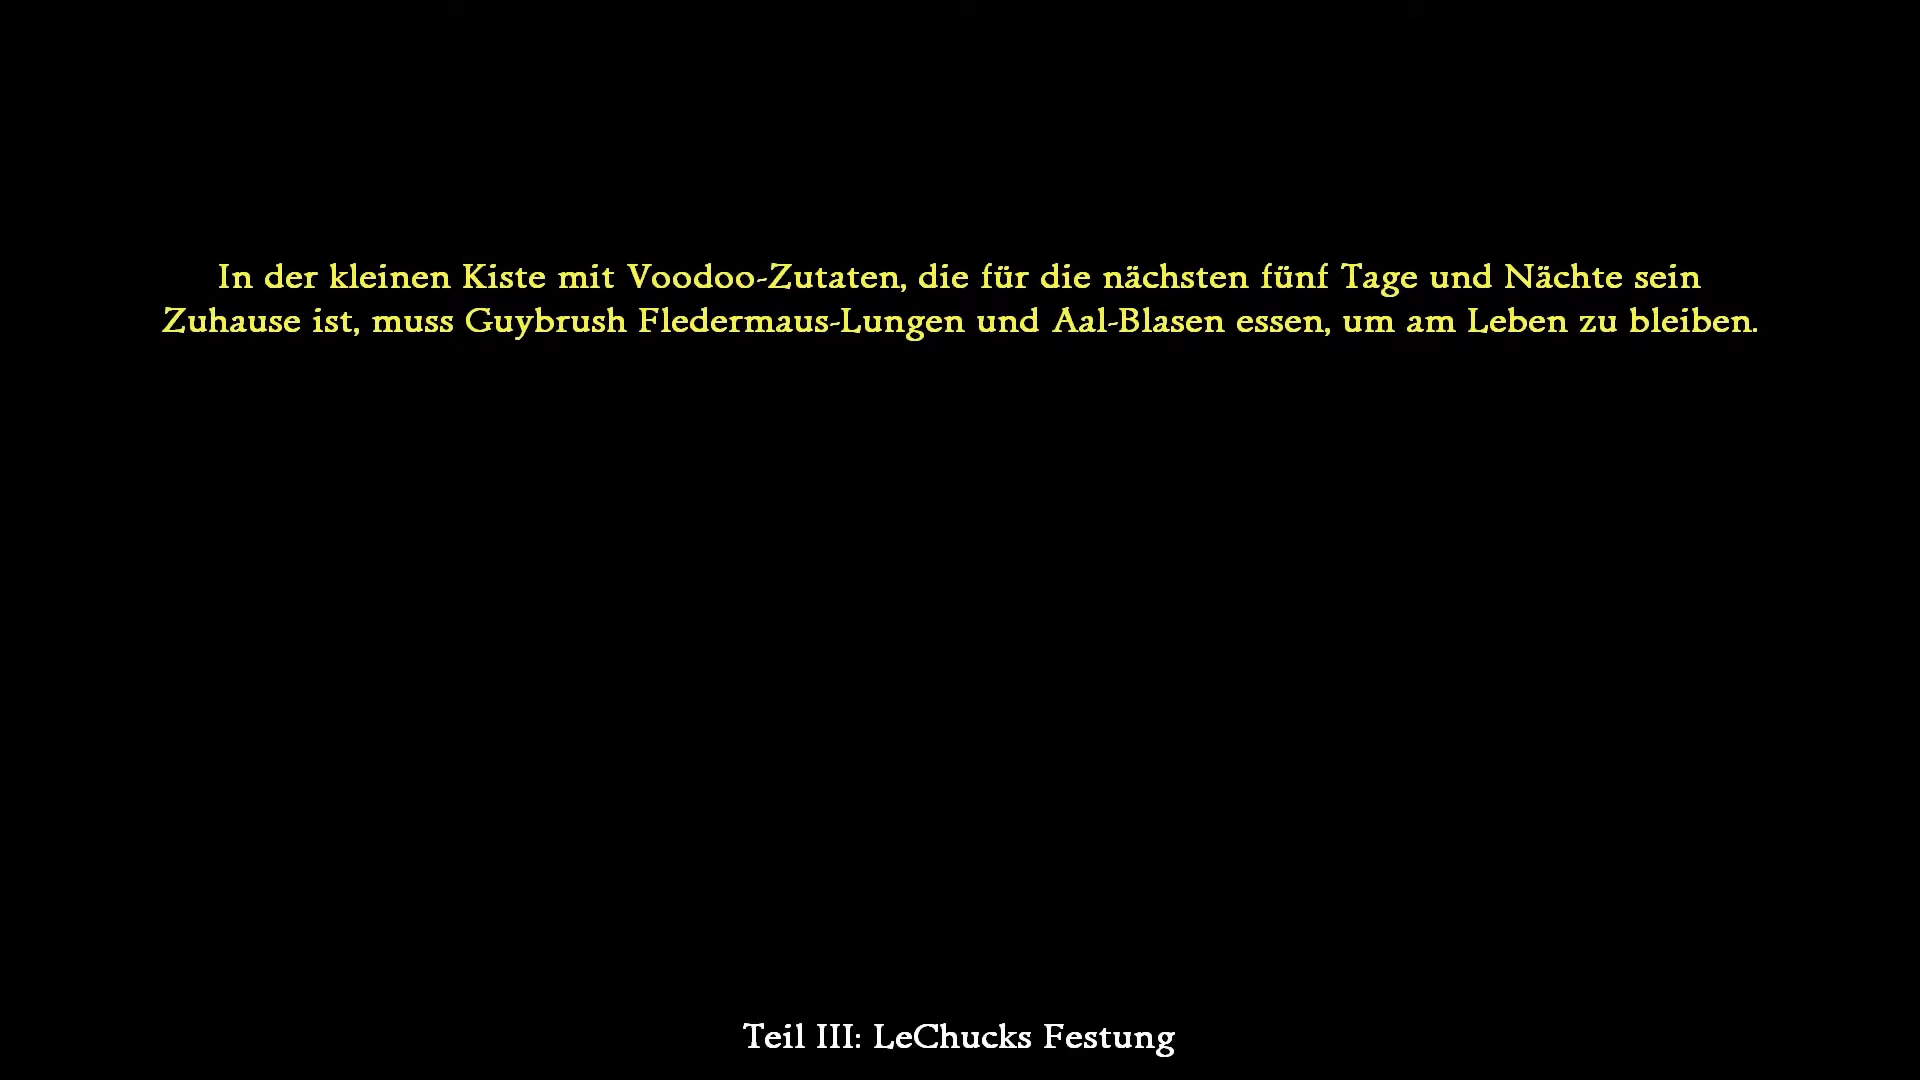 In der kleinen Kiste mit Voodoo-Zutaten, die für die nächsten fünf Tage und Nächte sein
Zuhause ist, muss Guybrush Fledermaus-Lungen und Aal-Blasen essen, um am Leben zu bleiben.
Teil III: LeChucks Festung